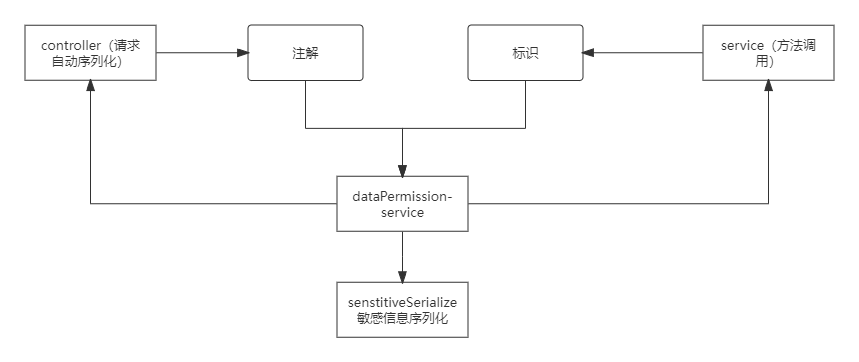 controller（请求
自动序列化）
注解
标识
service（方法调
用）
dataPermission-
service
senstitiveSerialize
敏感信息序列化